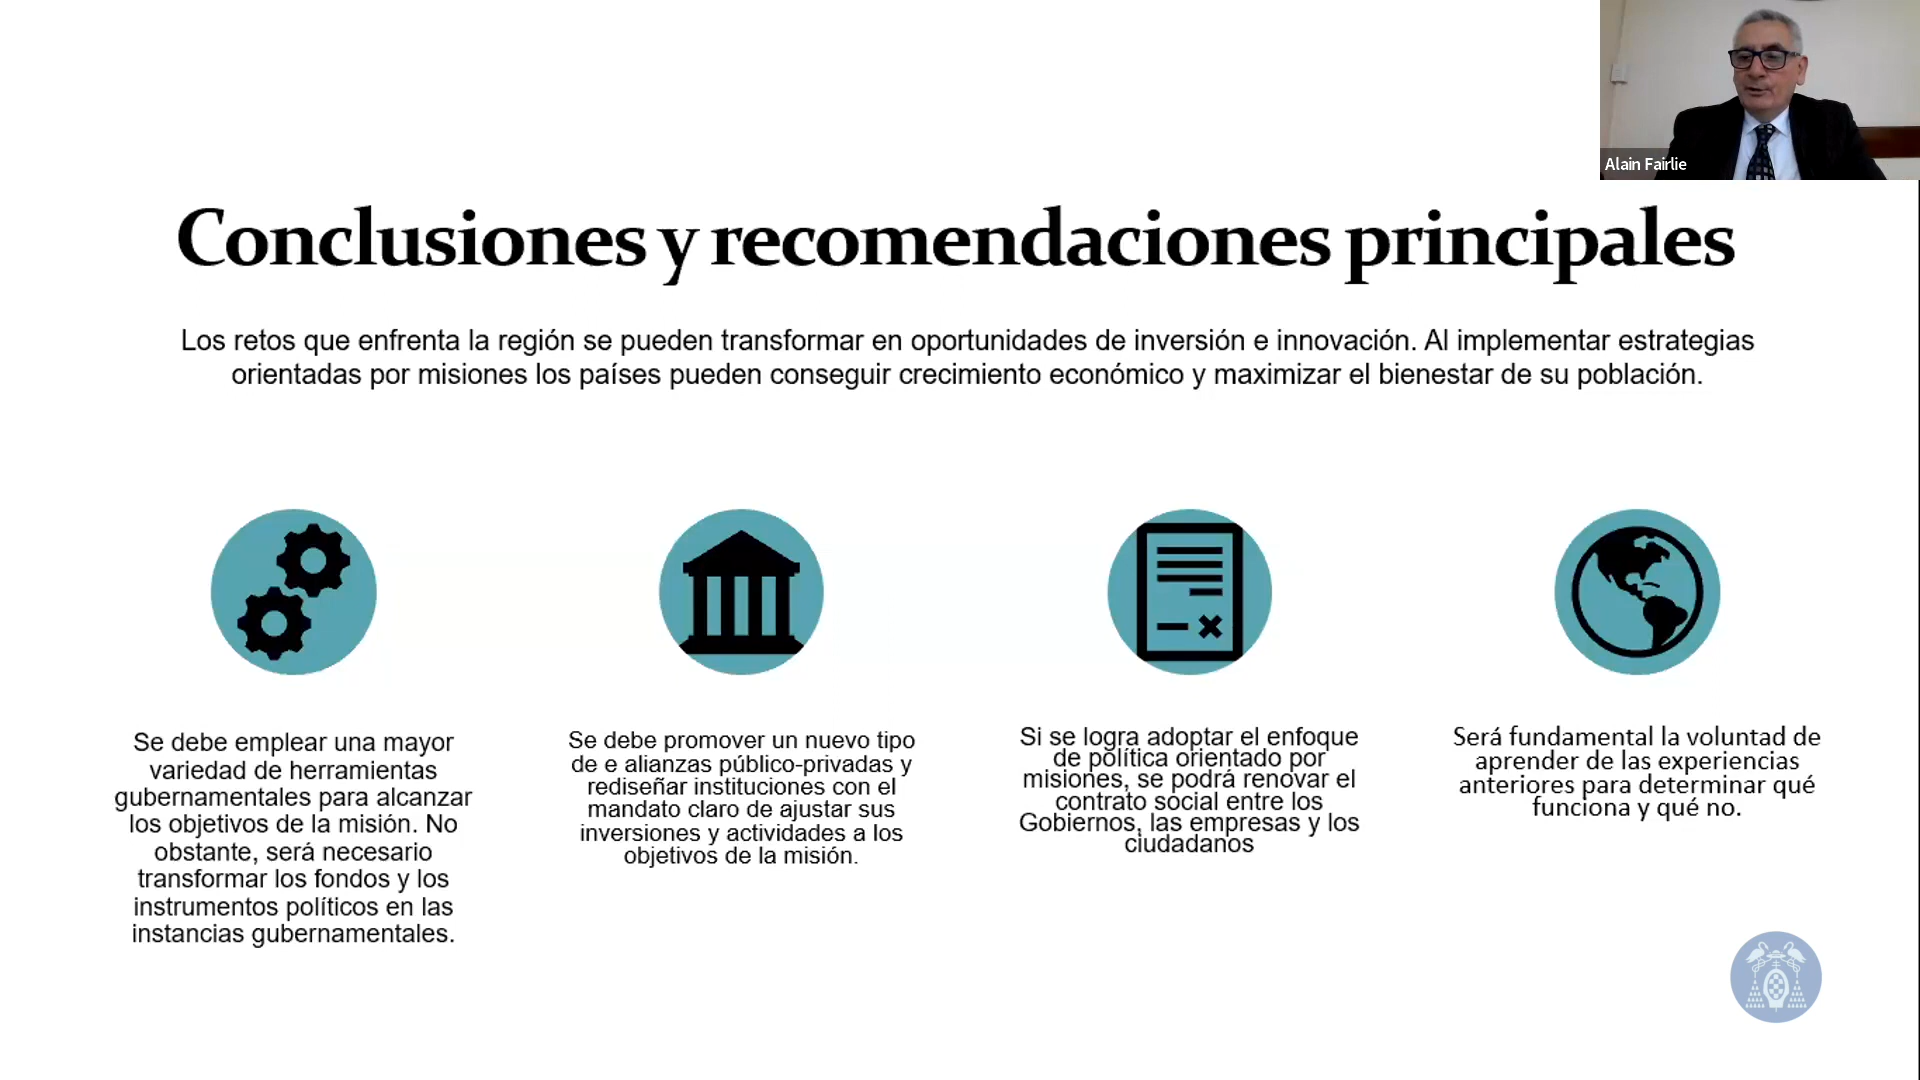 Alain Fairlie
Conclusiones y recomendaciones principales
Los retos que enfrenta la región se pueden transformar en oportunidades de inversión e innovación. Al implementar estrategias
orientadas por misiones los países pueden conseguir crecimiento económico y maximizar el bienestar de su población.
Se debe emplear una mayor
variedad de herramientas
gubernamentales para alcanzar
los objetivos de la misión. No
obstante, será necesario
transformar los fondos y los
instrumentos políticos en las
instancias gubernamentales.
Se debe promover un nuevo tipo
de e alianzas público-privadas y
rediseñar instituciones con el
mandato claro de ajustar sus
inversiones y actividades a los
objetivos de la misión.
Si se logra adoptar el enfoque
de política orientado por
misiones, se podrá renovar el
contrato social entre los
Gobiernos, las empresas y los
ciudadanos
Será fundamental la voluntad de
aprender de las experiencias
anteriores para determinar qué
funciona y qué no.